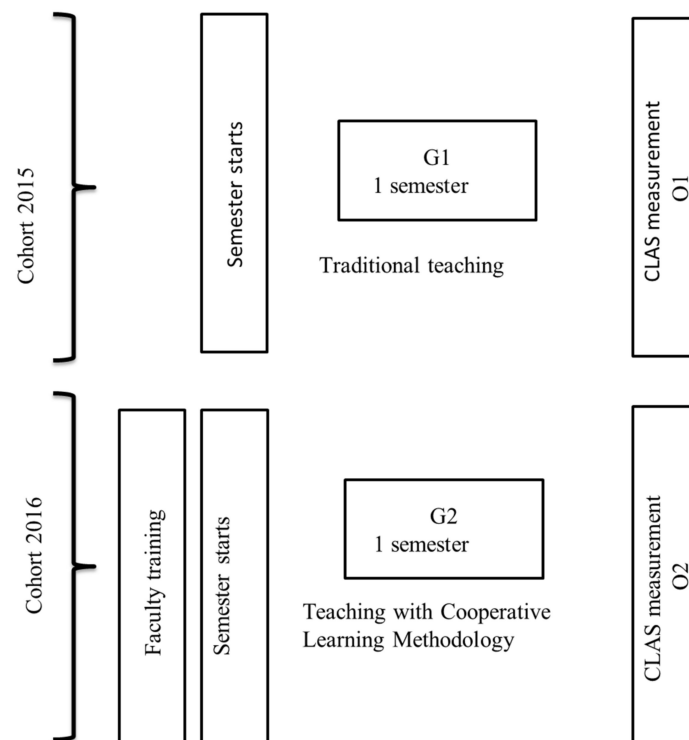 Cohort 2015
Semester starts
G1
1 semester
Traditional teaching
CLAS measurement
O1
Cohort 2016
Faculty training
Semester starts
G2
1 semester
Teaching with Cooperative
Learning Methodology
CLAS measurement
O2